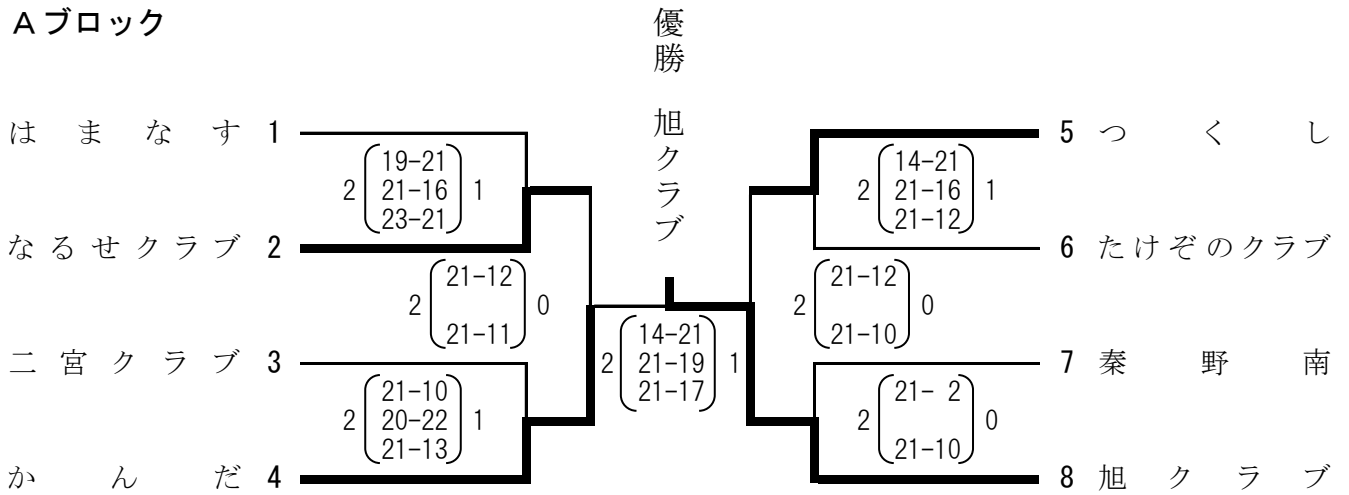 Aブロック
優勝 旭クラブ
はまなす 1
2 19-21 21-16 23-21 1
なるせクラブ 2
2 21-12 21-11 0
二宮クラブ 3
2 21-10 20-22 21-13 1
かんだ 4
2 14-21 21-19 21-17 1
5 つくし
2 14-21 21-16 21-12 1
6 たけぞのクラブ
2 21-12 21-10 0
7 秦野南
2 21- 2 21-10 0
8 旭クラブ